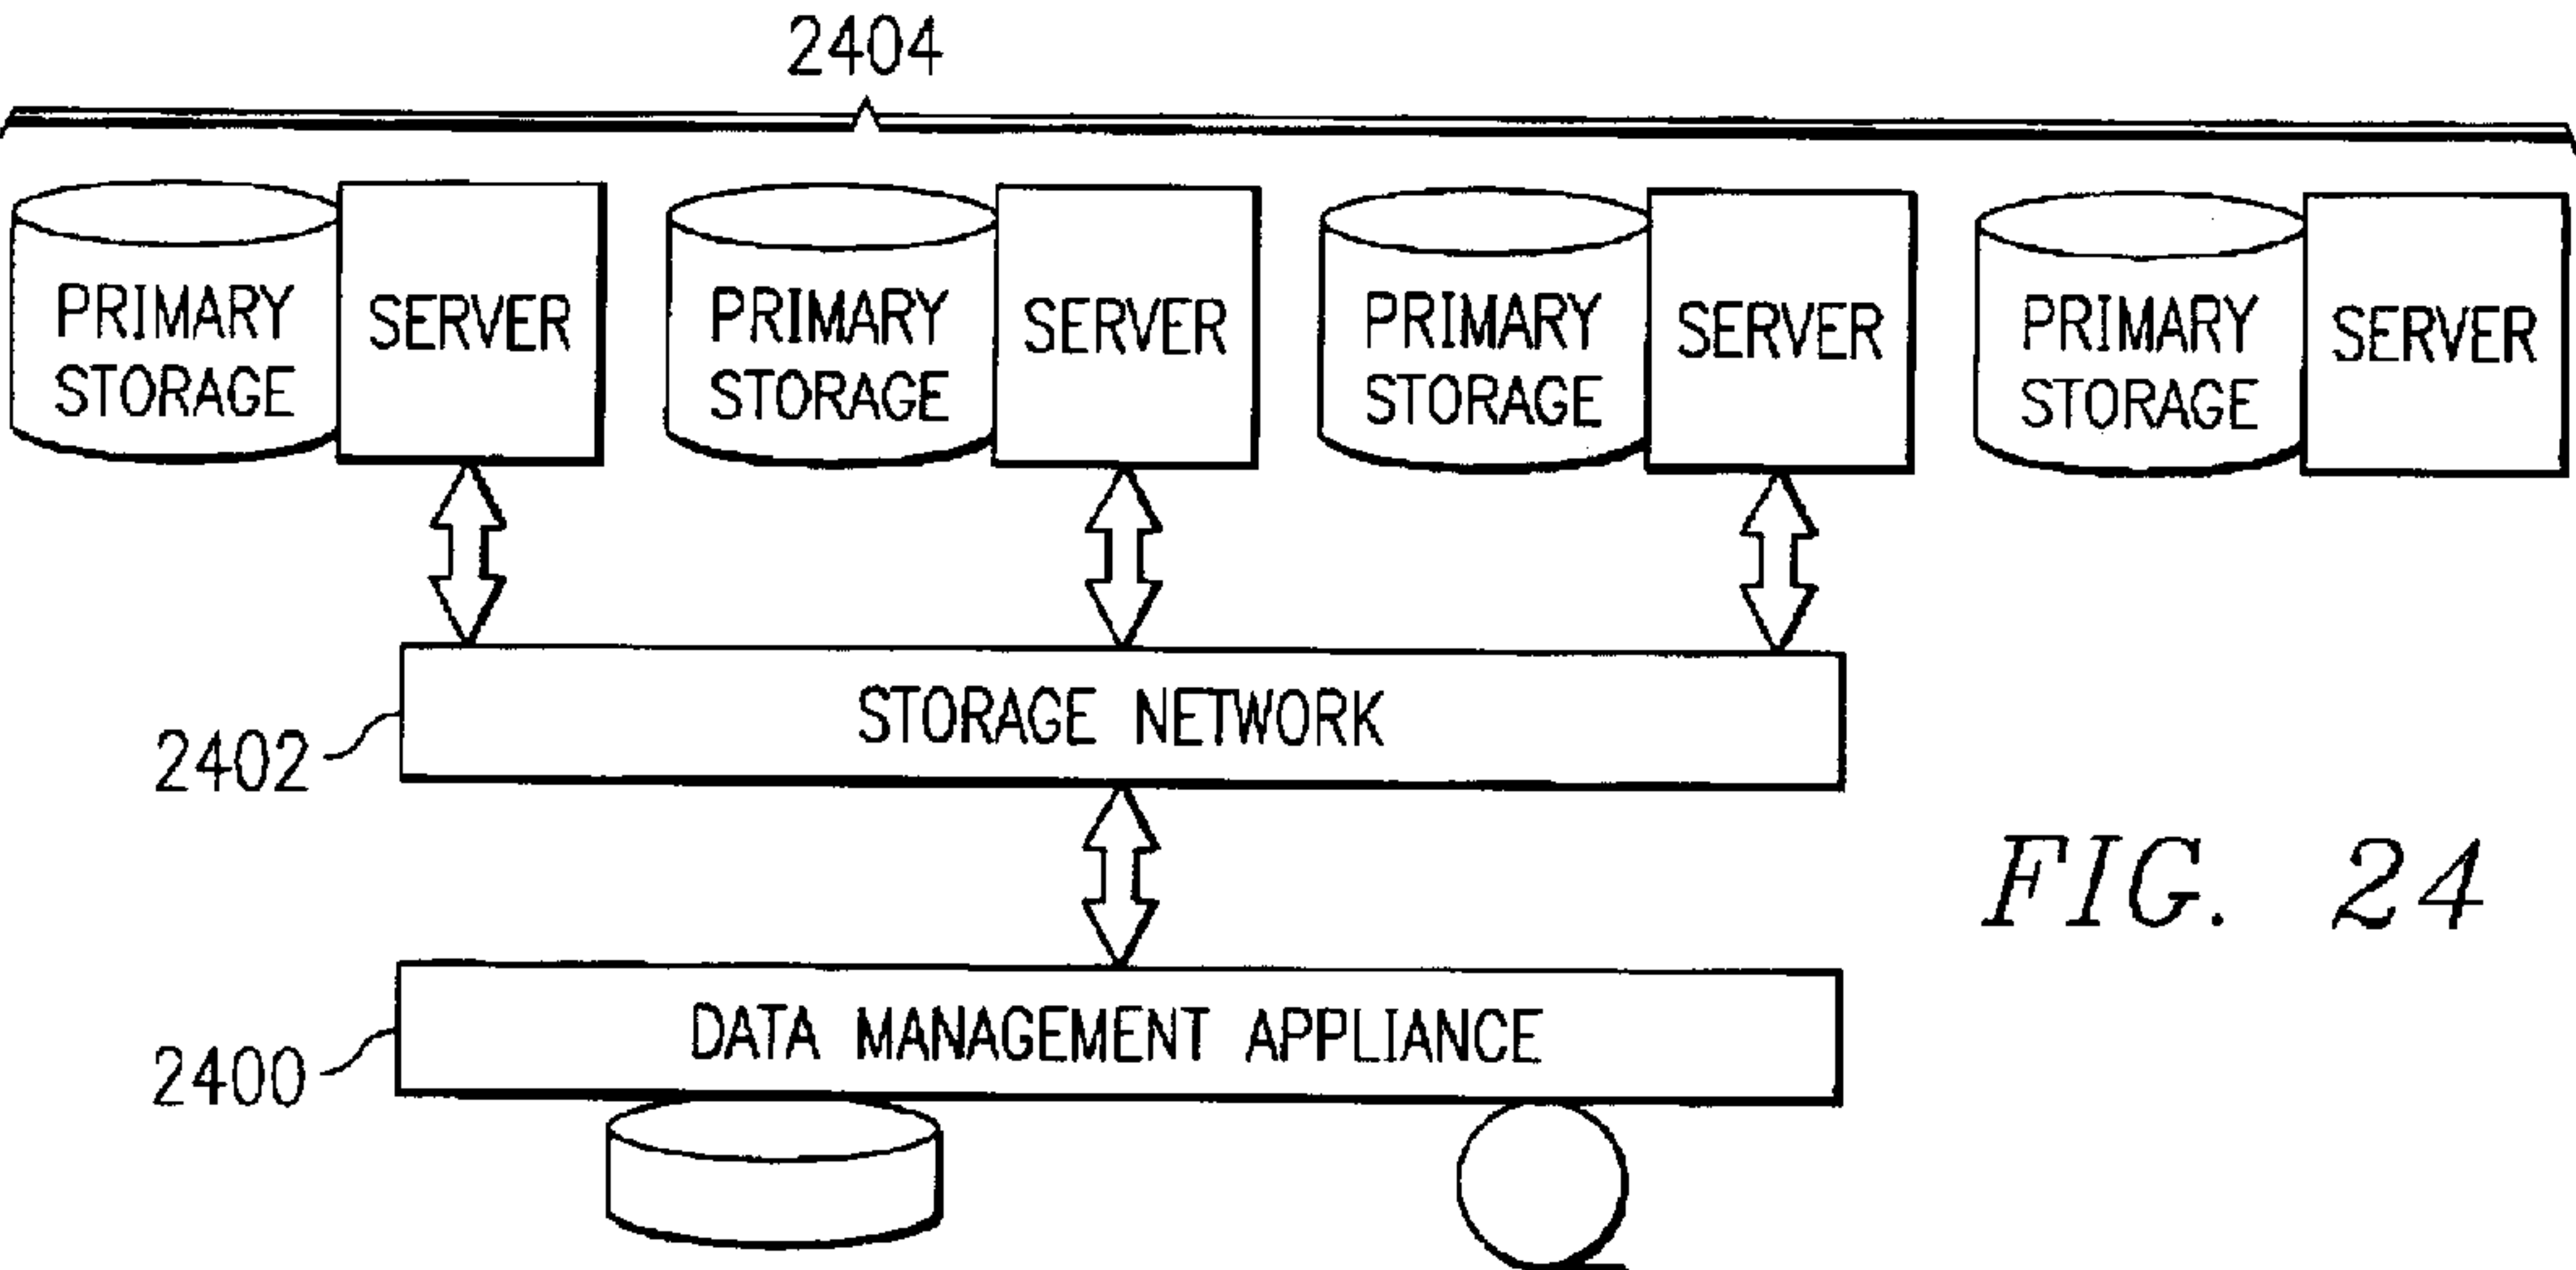 2404
PRIMARY
STORAGE
SERVER
PRIMARY
STORAGE
SERVER
PRIMARY
STORAGE
SERVER
PRIMARY
STORAGE
SERVER
STORAGE NETWORK
2402
FIG. 24
DATA MANAGEMENT APPLIANCE
2400